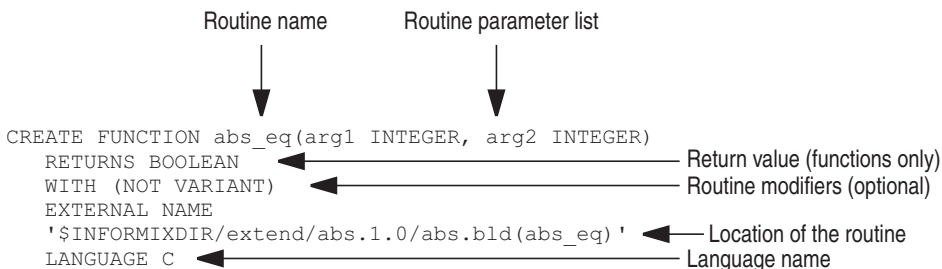 Routine name Routine parameter list
CREATE FUNCTION abs_eq(arg1 INTEGER, arg2 INTEGER)
RETURNS BOOLEAN Return value (functions only)
WITH (NOT VARIANT) Routine modifiers (optional)
EXTERNAL NAME
'$INFORMIXDIR/extend/abs.1.0/abs.bld(abs_eq)' Location of the routine
LANGUAGE C Language name